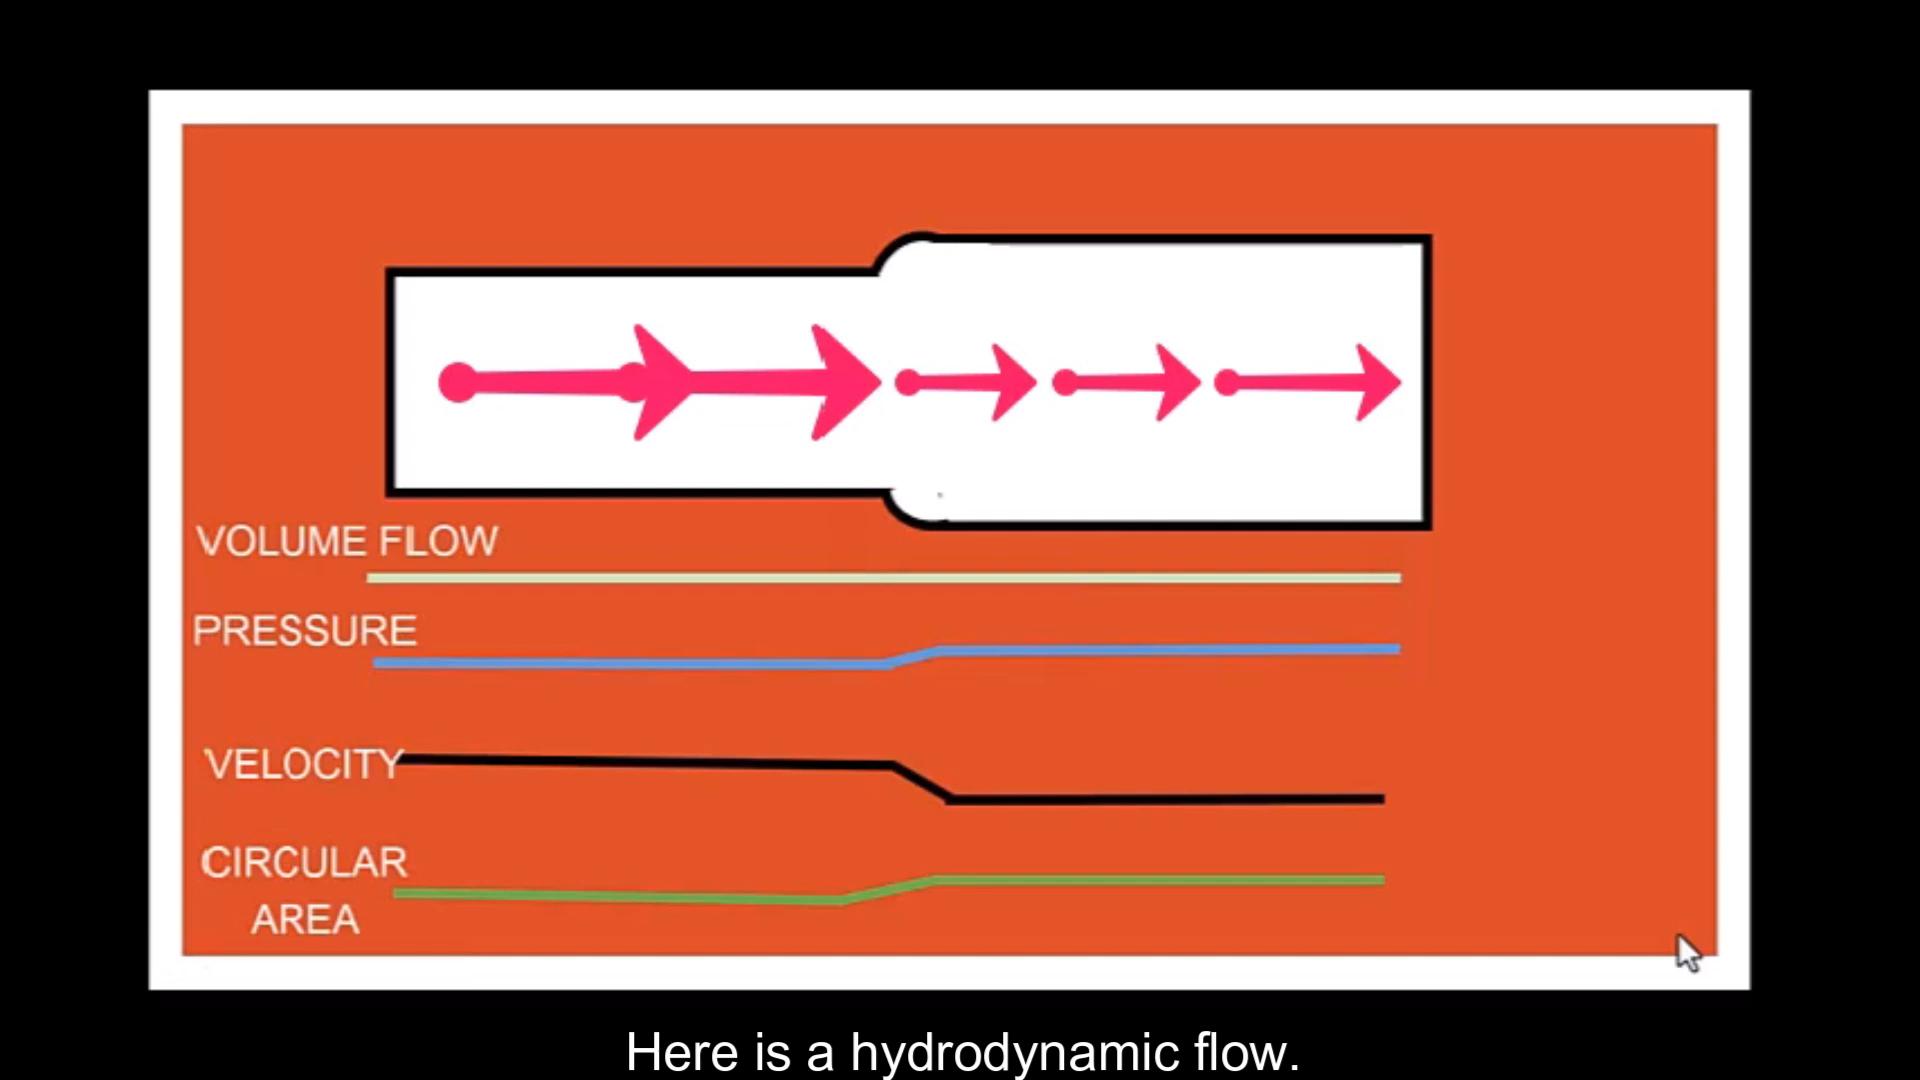 VOLUME FLOW
PRESSURE
VELOCITY
CIRCULAR
AREA
Here is a hydrodynamic flow.